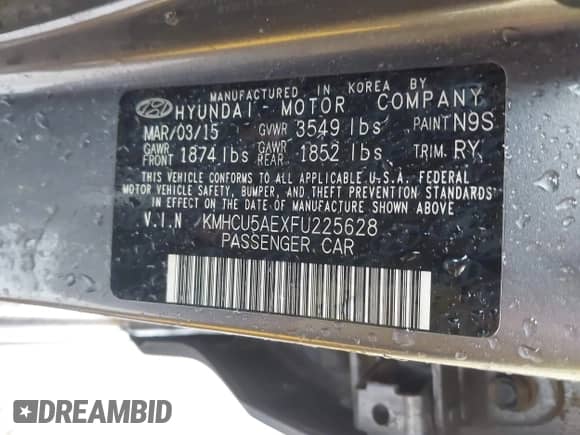 MANUFACTURED IN KOREA BY
HYUNDAI MOTOR COMPANY
MAR/03/15 GVWR 3549 lbs PAINT N9S
GAWR FRONT 1874 lbs GAWR REAR 1852 lbs TRIM. RY
THIS VEHICLE CONFORMS TO ALL APPLICABLE U.S.A. FEDERAL
MOTOR VEHICLE SAFETY, BUMPER, AND THEFT PREVENTION STANDARDS
IN EFFECT ON THE DATE OF MANUFACTURE SHOWN ABOVE
V.I.N KMHCU5AEXFU225628
PASSENGER CAR
DREAMBID